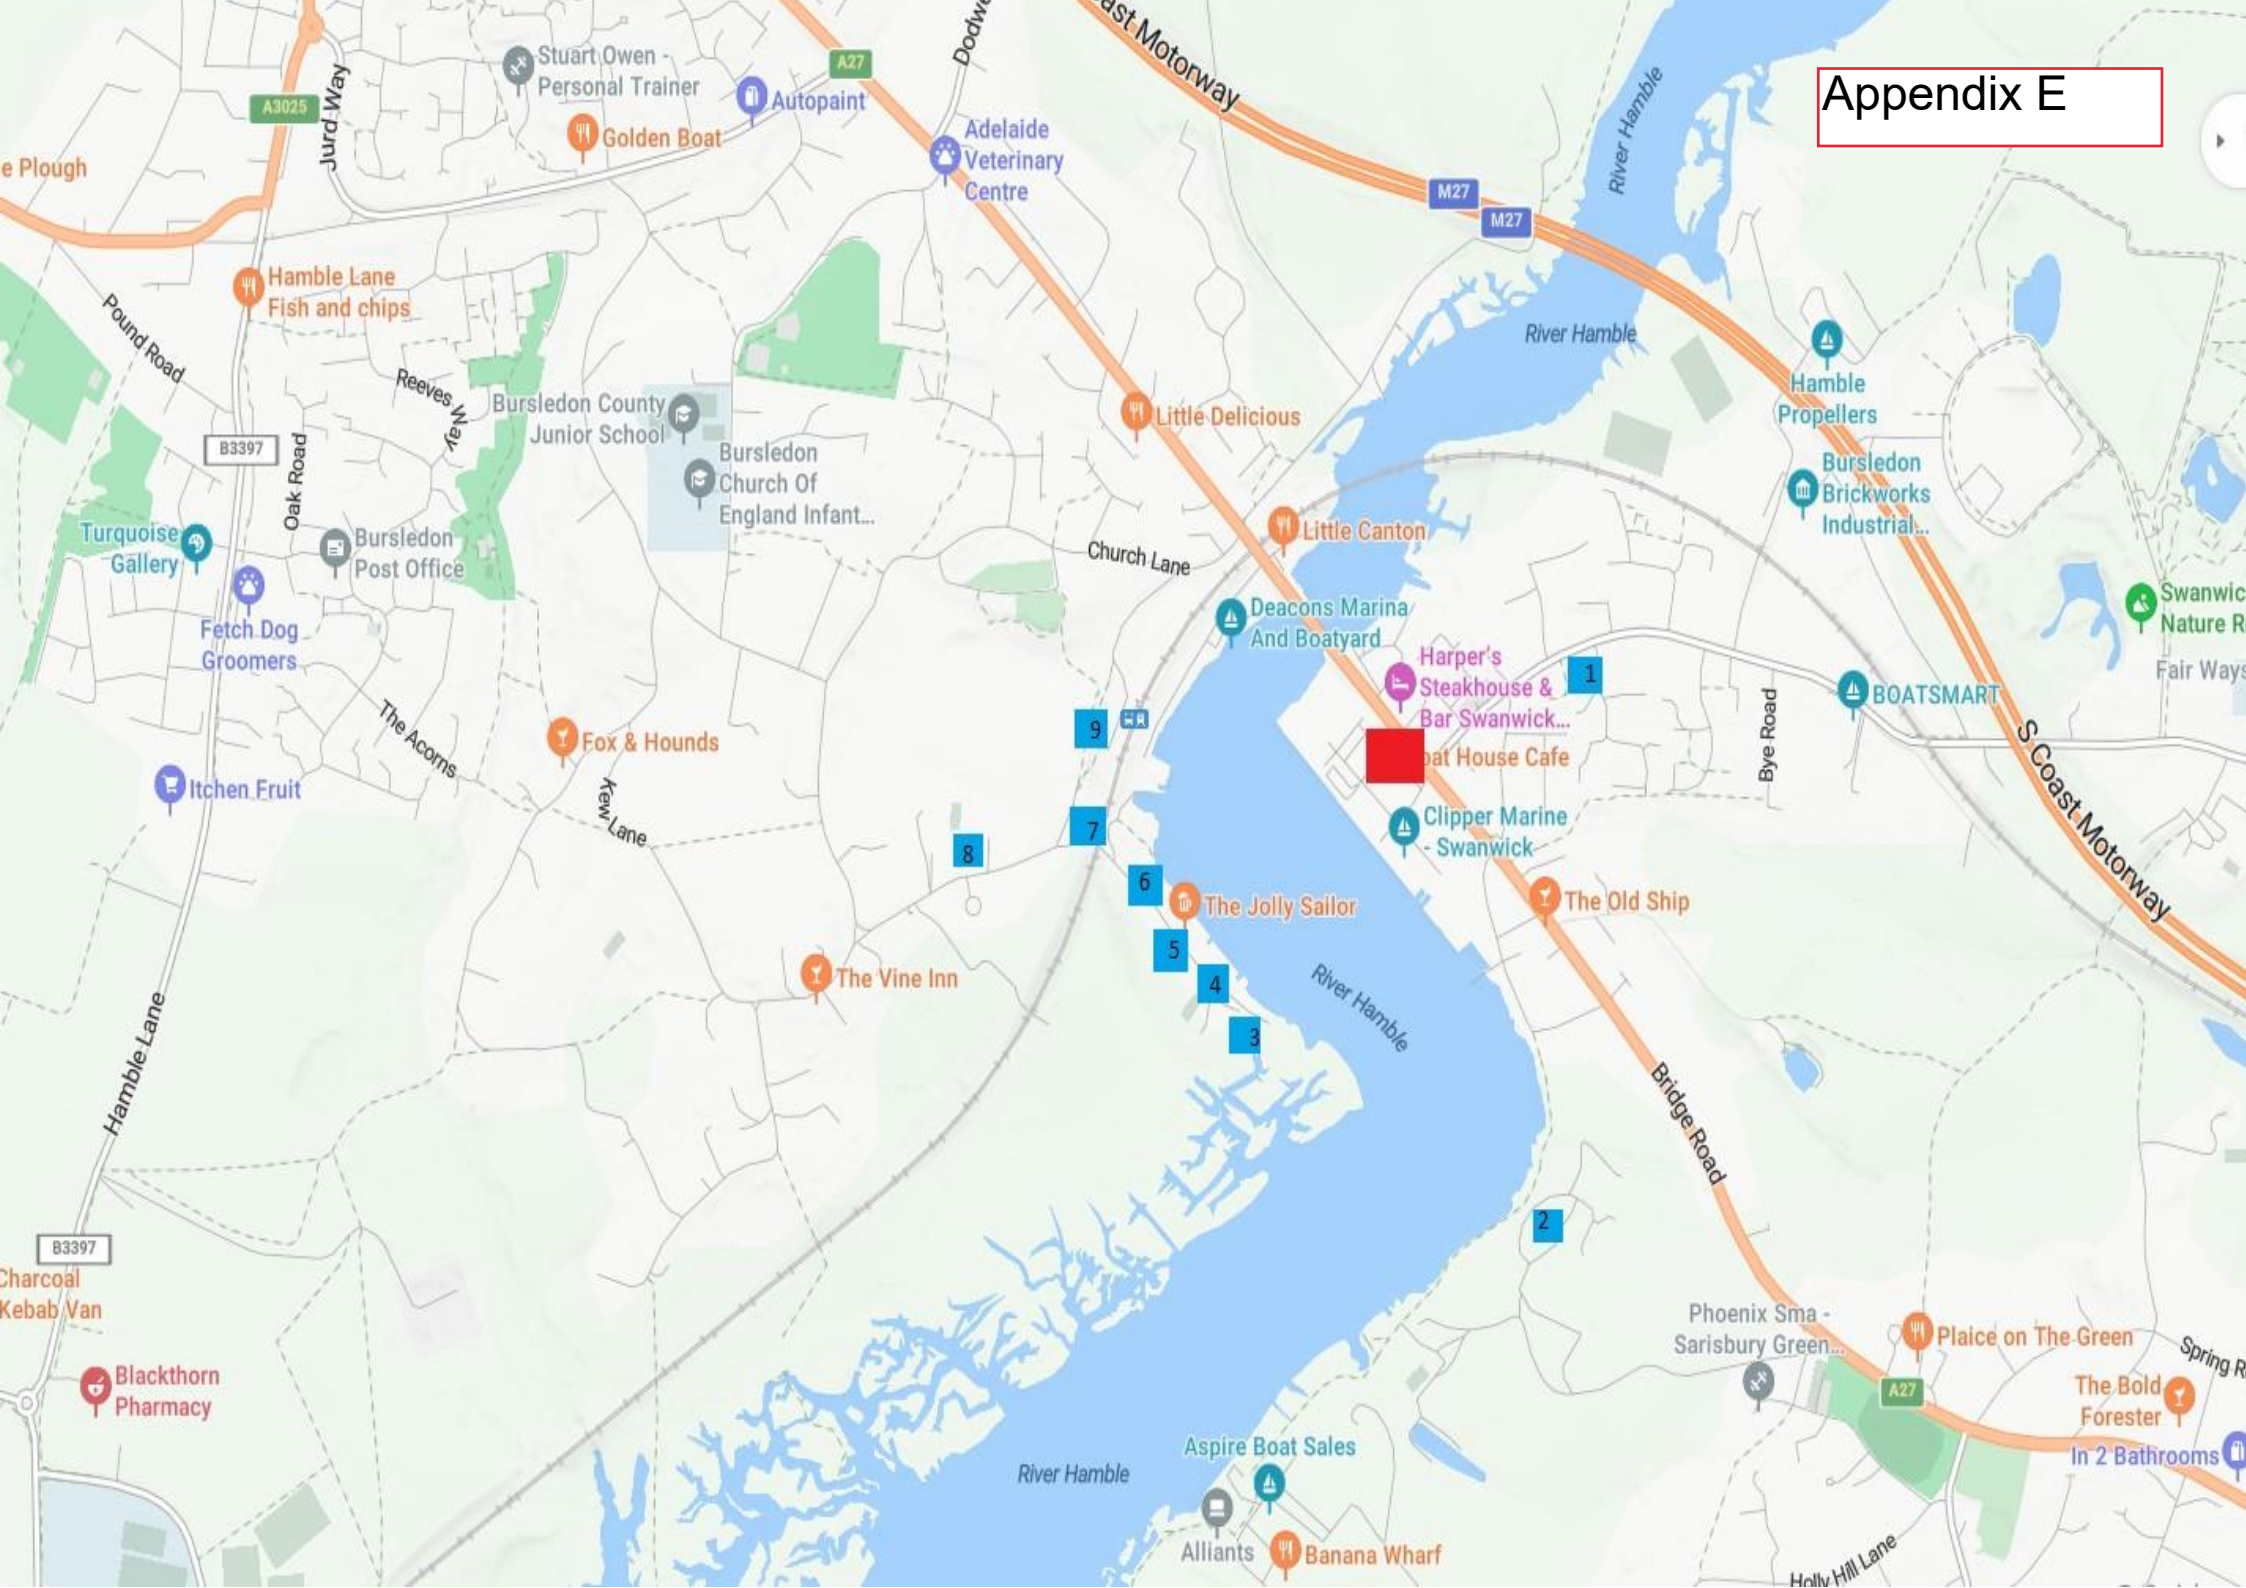 Appendix E
East Motorway
Dodwe
Stuart Owen -
Personal Trainer
A27
Autopaint
A3025
Jurd Way
Golden Boat
Adelaide
Veterinary
Centre
e Plough
M27
M27
River Hamble
Hamble Lane
Fish and chips
Pound Road
River Hamble
Reeves Way
Bursledon County
Junior School
Little Delicious
Hamble
Propellers
B3397
Oak Road
Bursledon
Church Of
England Infant...
Bursledon
Brickworks
Industrial...
Turquoise
Gallery
Bursledon
Post Office
Church Lane
Little Canton
Fetch Dog
Groomers
Deacons Marina
And Boatyard
Swanwic
Nature R
Harper's
Steakhouse &
Bar Swanwick...
1
Fair Ways
BOATSMART
Bye Road
The Acorns
Fox & Hounds
9
oat House Cafe
S Coast Motorway
Itchen Fruit
Kew Lane
7
Clipper Marine
- Swanwick
8
6
The Jolly Sailor
The Old Ship
5
4
The Vine Inn
River Hamble
3
Hamble Lane
Bridge Road
2
B3397
Charcoal
Kebab Van
Phoenix Sma -
Sarisbury Green...
Plaice on The Green
Spring R
Blackthorn
Pharmacy
A27
The Bold
Forester
River Hamble
Aspire Boat Sales
In 2 Bathrooms
Alliants
Banana Wharf
Holly Hill Lane